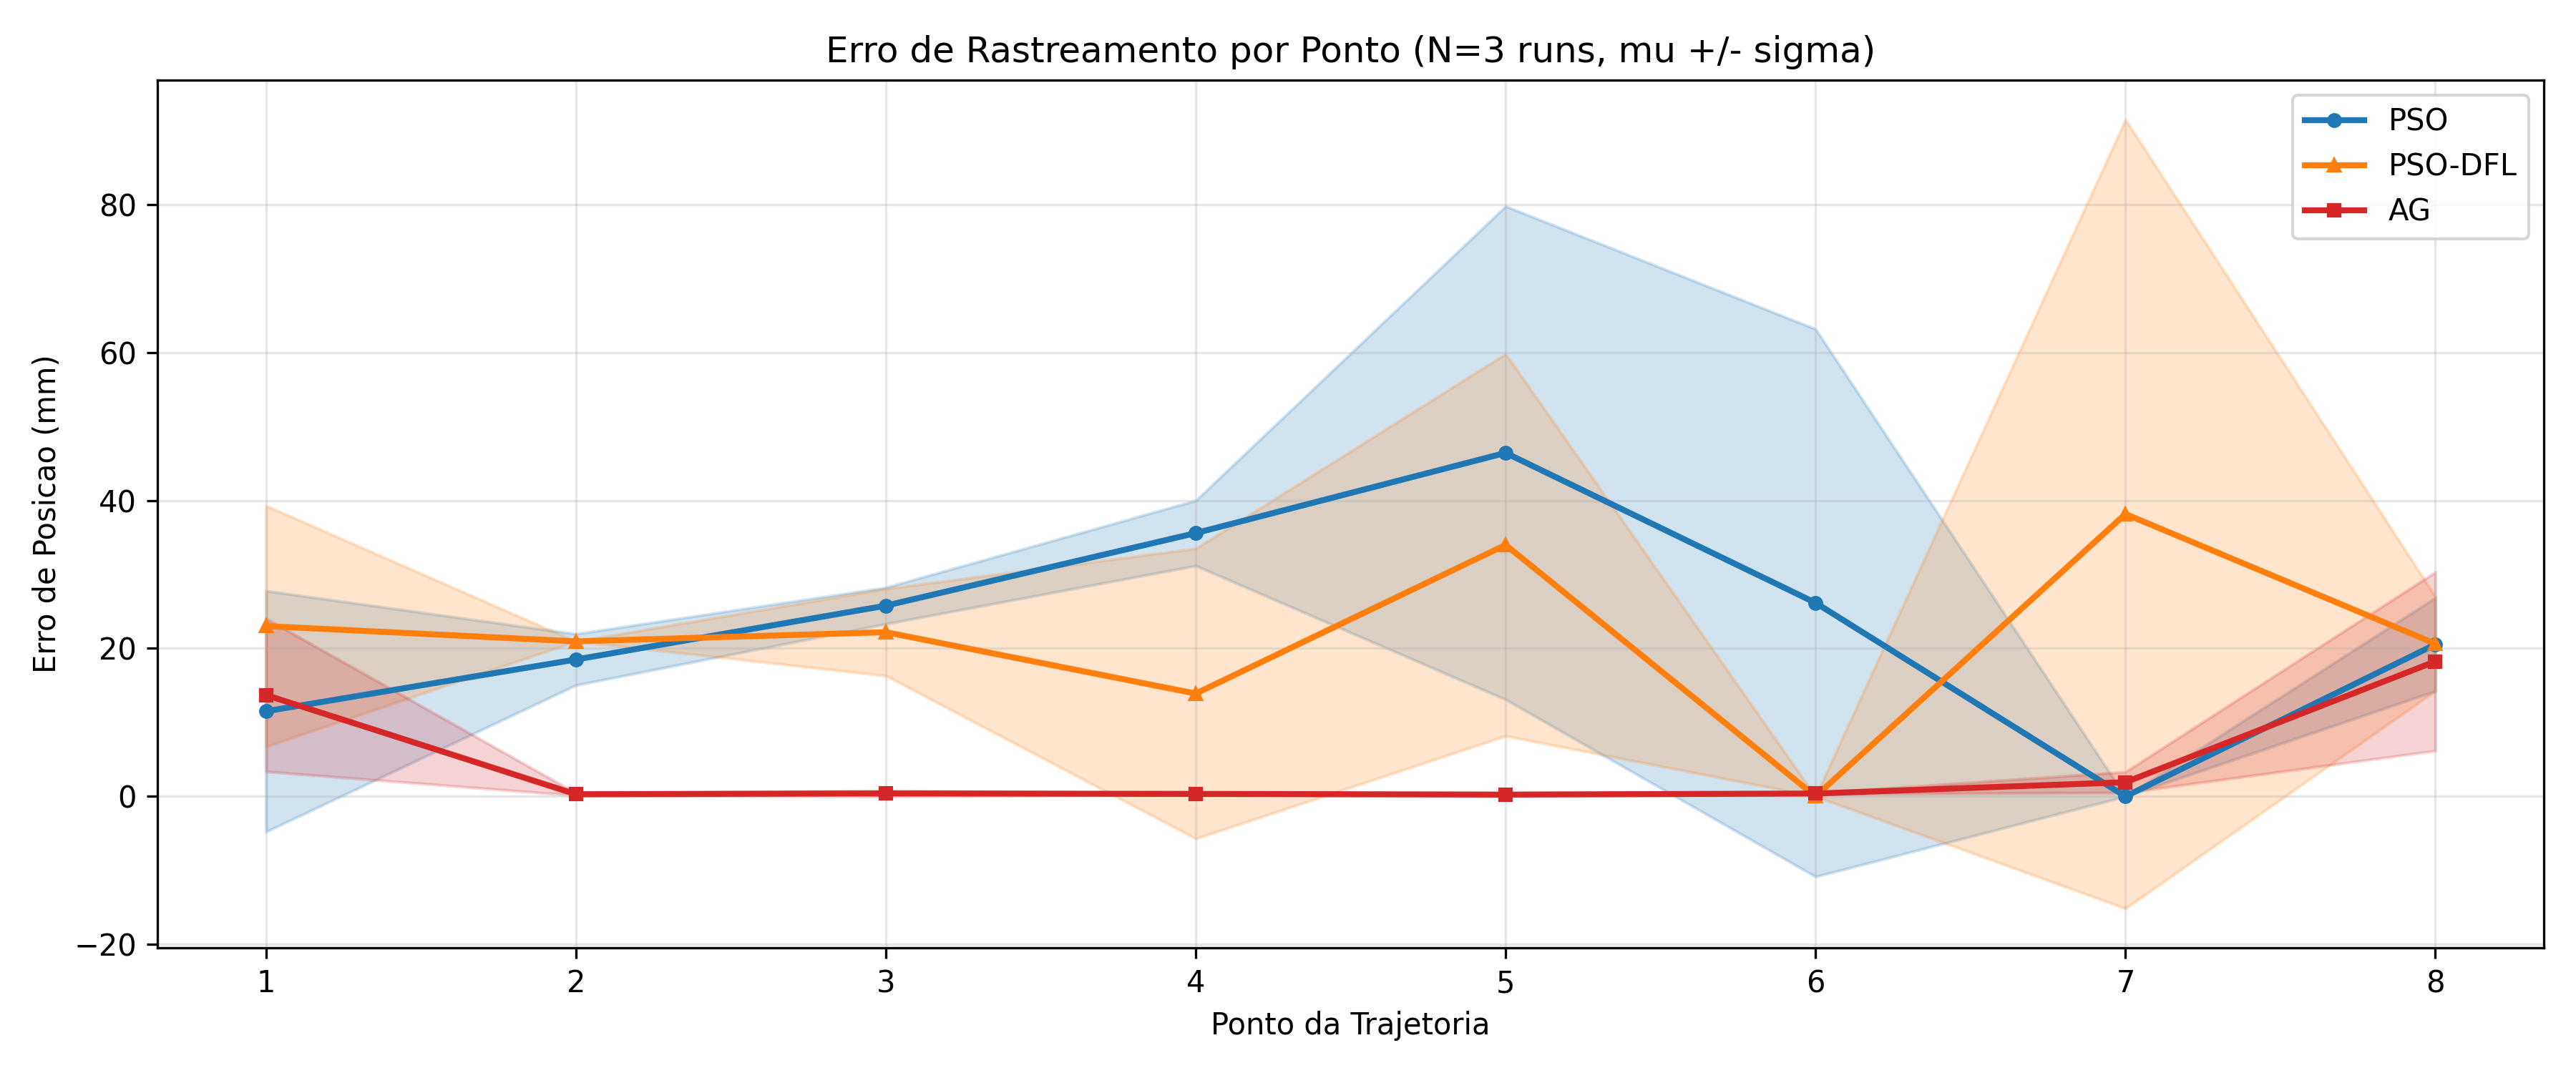 Erro de Rastreamento por Ponto (N=3 runs, mu +/- sigma)
PSO
PSO-DFL
AG
Erro de Posicao (mm)
80
60
40
20
0
−20
1 2 3 4 5 6 7 8
Ponto da Trajetoria